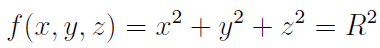 f(x, y, z) = x² + y² + z² = R²